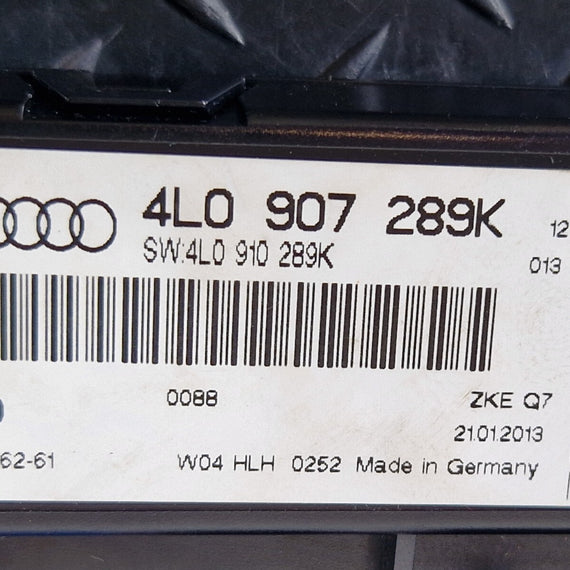 4L0 907 289K
SW:4L0 910 289K
12
013
0088
ZKE Q7
21.01.2013
62-61
W04 HLH 0252 Made in Germany